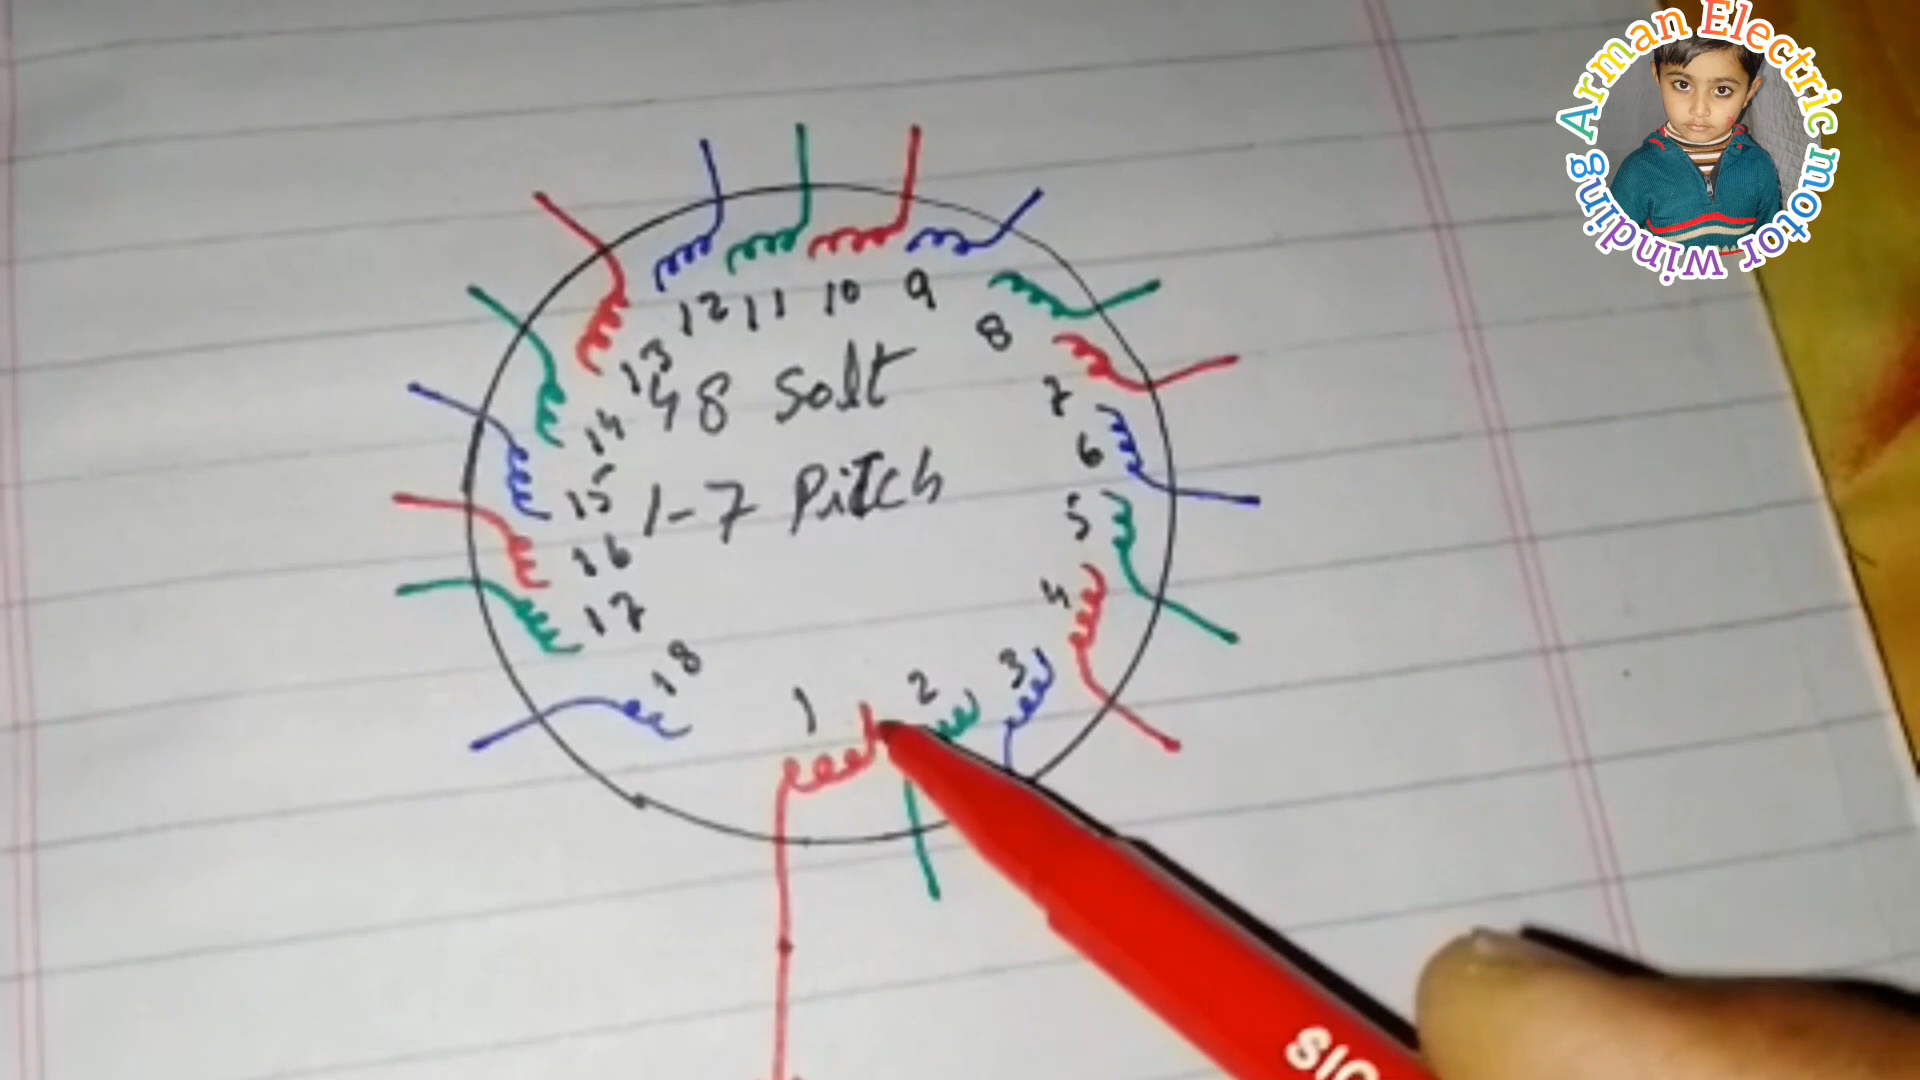 Arman Electric motor winding
12 11 10 9
13 8
48 Solt
14 7
6
15 1-7 Pitch 5
16
17 4
18 1 2 3
SIG